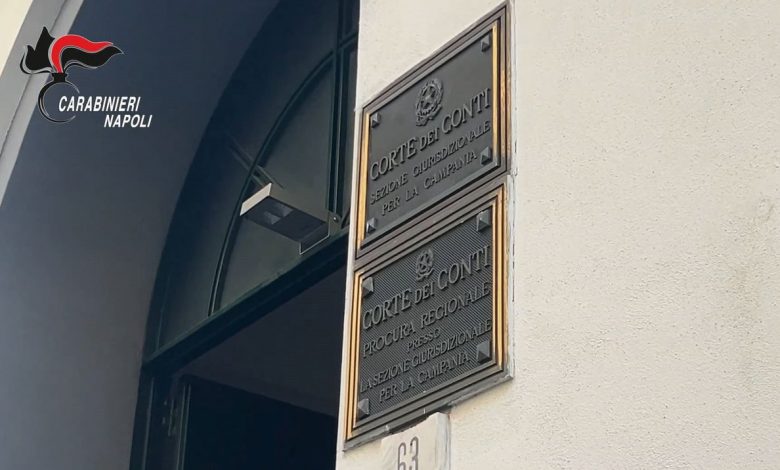 CARABINIERI
NAPOLI
CORTE DEI CONTI
SEZIONE GIURISDIZIONALE
PER LA CAMPANIA
CORTE DEI CONTI
PROCURA REGIONALE
PRESSO
LA SEZIONE GIURISDIZIONALE
PER LA CAMPANIA
63